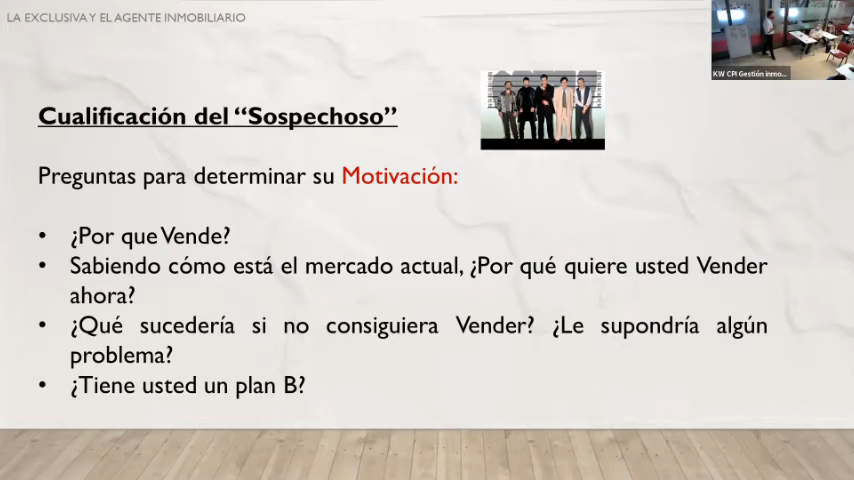 LA EXCLUSIVA Y EL AGENTE INMOBILIARIO
KW CPI Gestión inmo...
Cualificación del “Sospechoso”
Preguntas para determinar su Motivación:
• ¿Por que Vende?
• Sabiendo cómo está el mercado actual, ¿Por qué quiere usted Vender
ahora?
• ¿Qué sucedería si no consiguiera Vender? ¿Le supondría algún
problema?
• ¿Tiene usted un plan B?